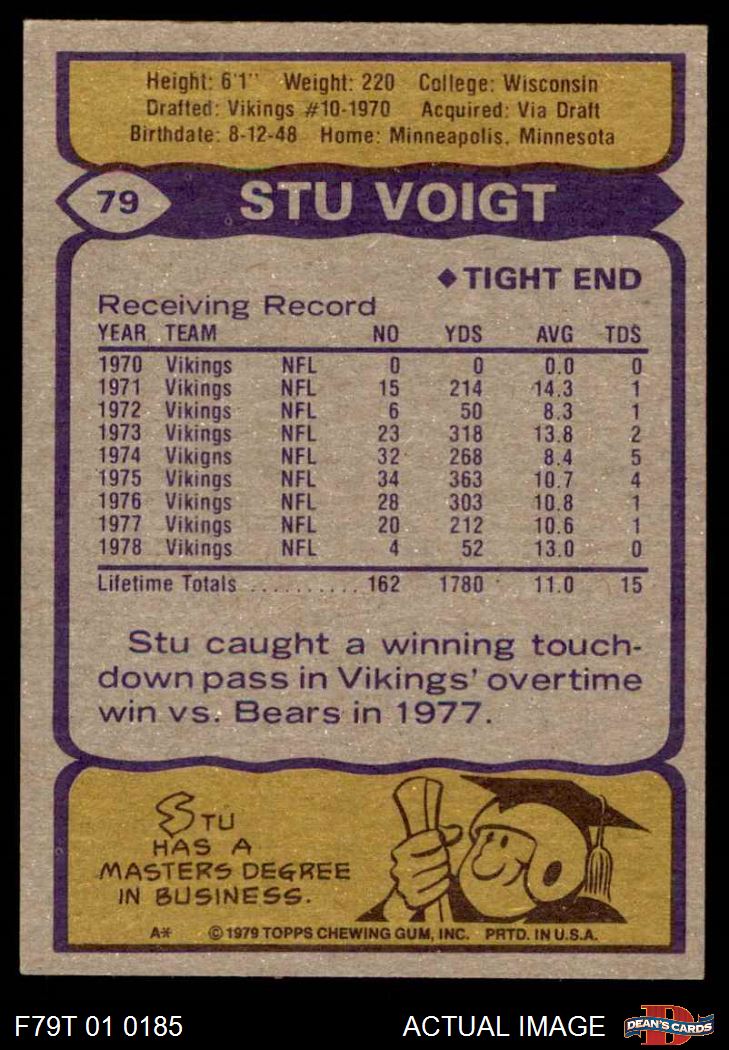 Height: 6'1" Weight: 220 College: Wisconsin
Drafted: Vikings #10-1970 Acquired: Via Draft
Birthdate: 8-12-48 Home: Minneapolis, Minnesota
79 STU VOIGT
◆TIGHT END
Receiving Record
YEAR TEAM NO YDS AVG TDS
1970 Vikings NFL 0 0 0.0 0
1971 Vikings NFL 15 214 14.3 1
1972 Vikings NFL 6 50 8.3 1
1973 Vikings NFL 23 318 13.8 2
1974 Vikigns NFL 32 268 8.4 5
1975 Vikings NFL 34 363 10.7 4
1976 Vikings NFL 28 303 10.8 1
1977 Vikings NFL 20 212 10.6 1
1978 Vikings NFL 4 52 13.0 0
Lifetime Totals .......... 162 1780 11.0 15
Stu caught a winning touch-
down pass in Vikings' overtime
win vs. Bears in 1977.
STU
HAS A
MASTERS DEGREE
IN BUSINESS.
A* © 1979 TOPPS CHEWING GUM, INC. PRTD. IN U.S.A.
F79T 01 0185 ACTUAL IMAGE D DEAN'S CARDS